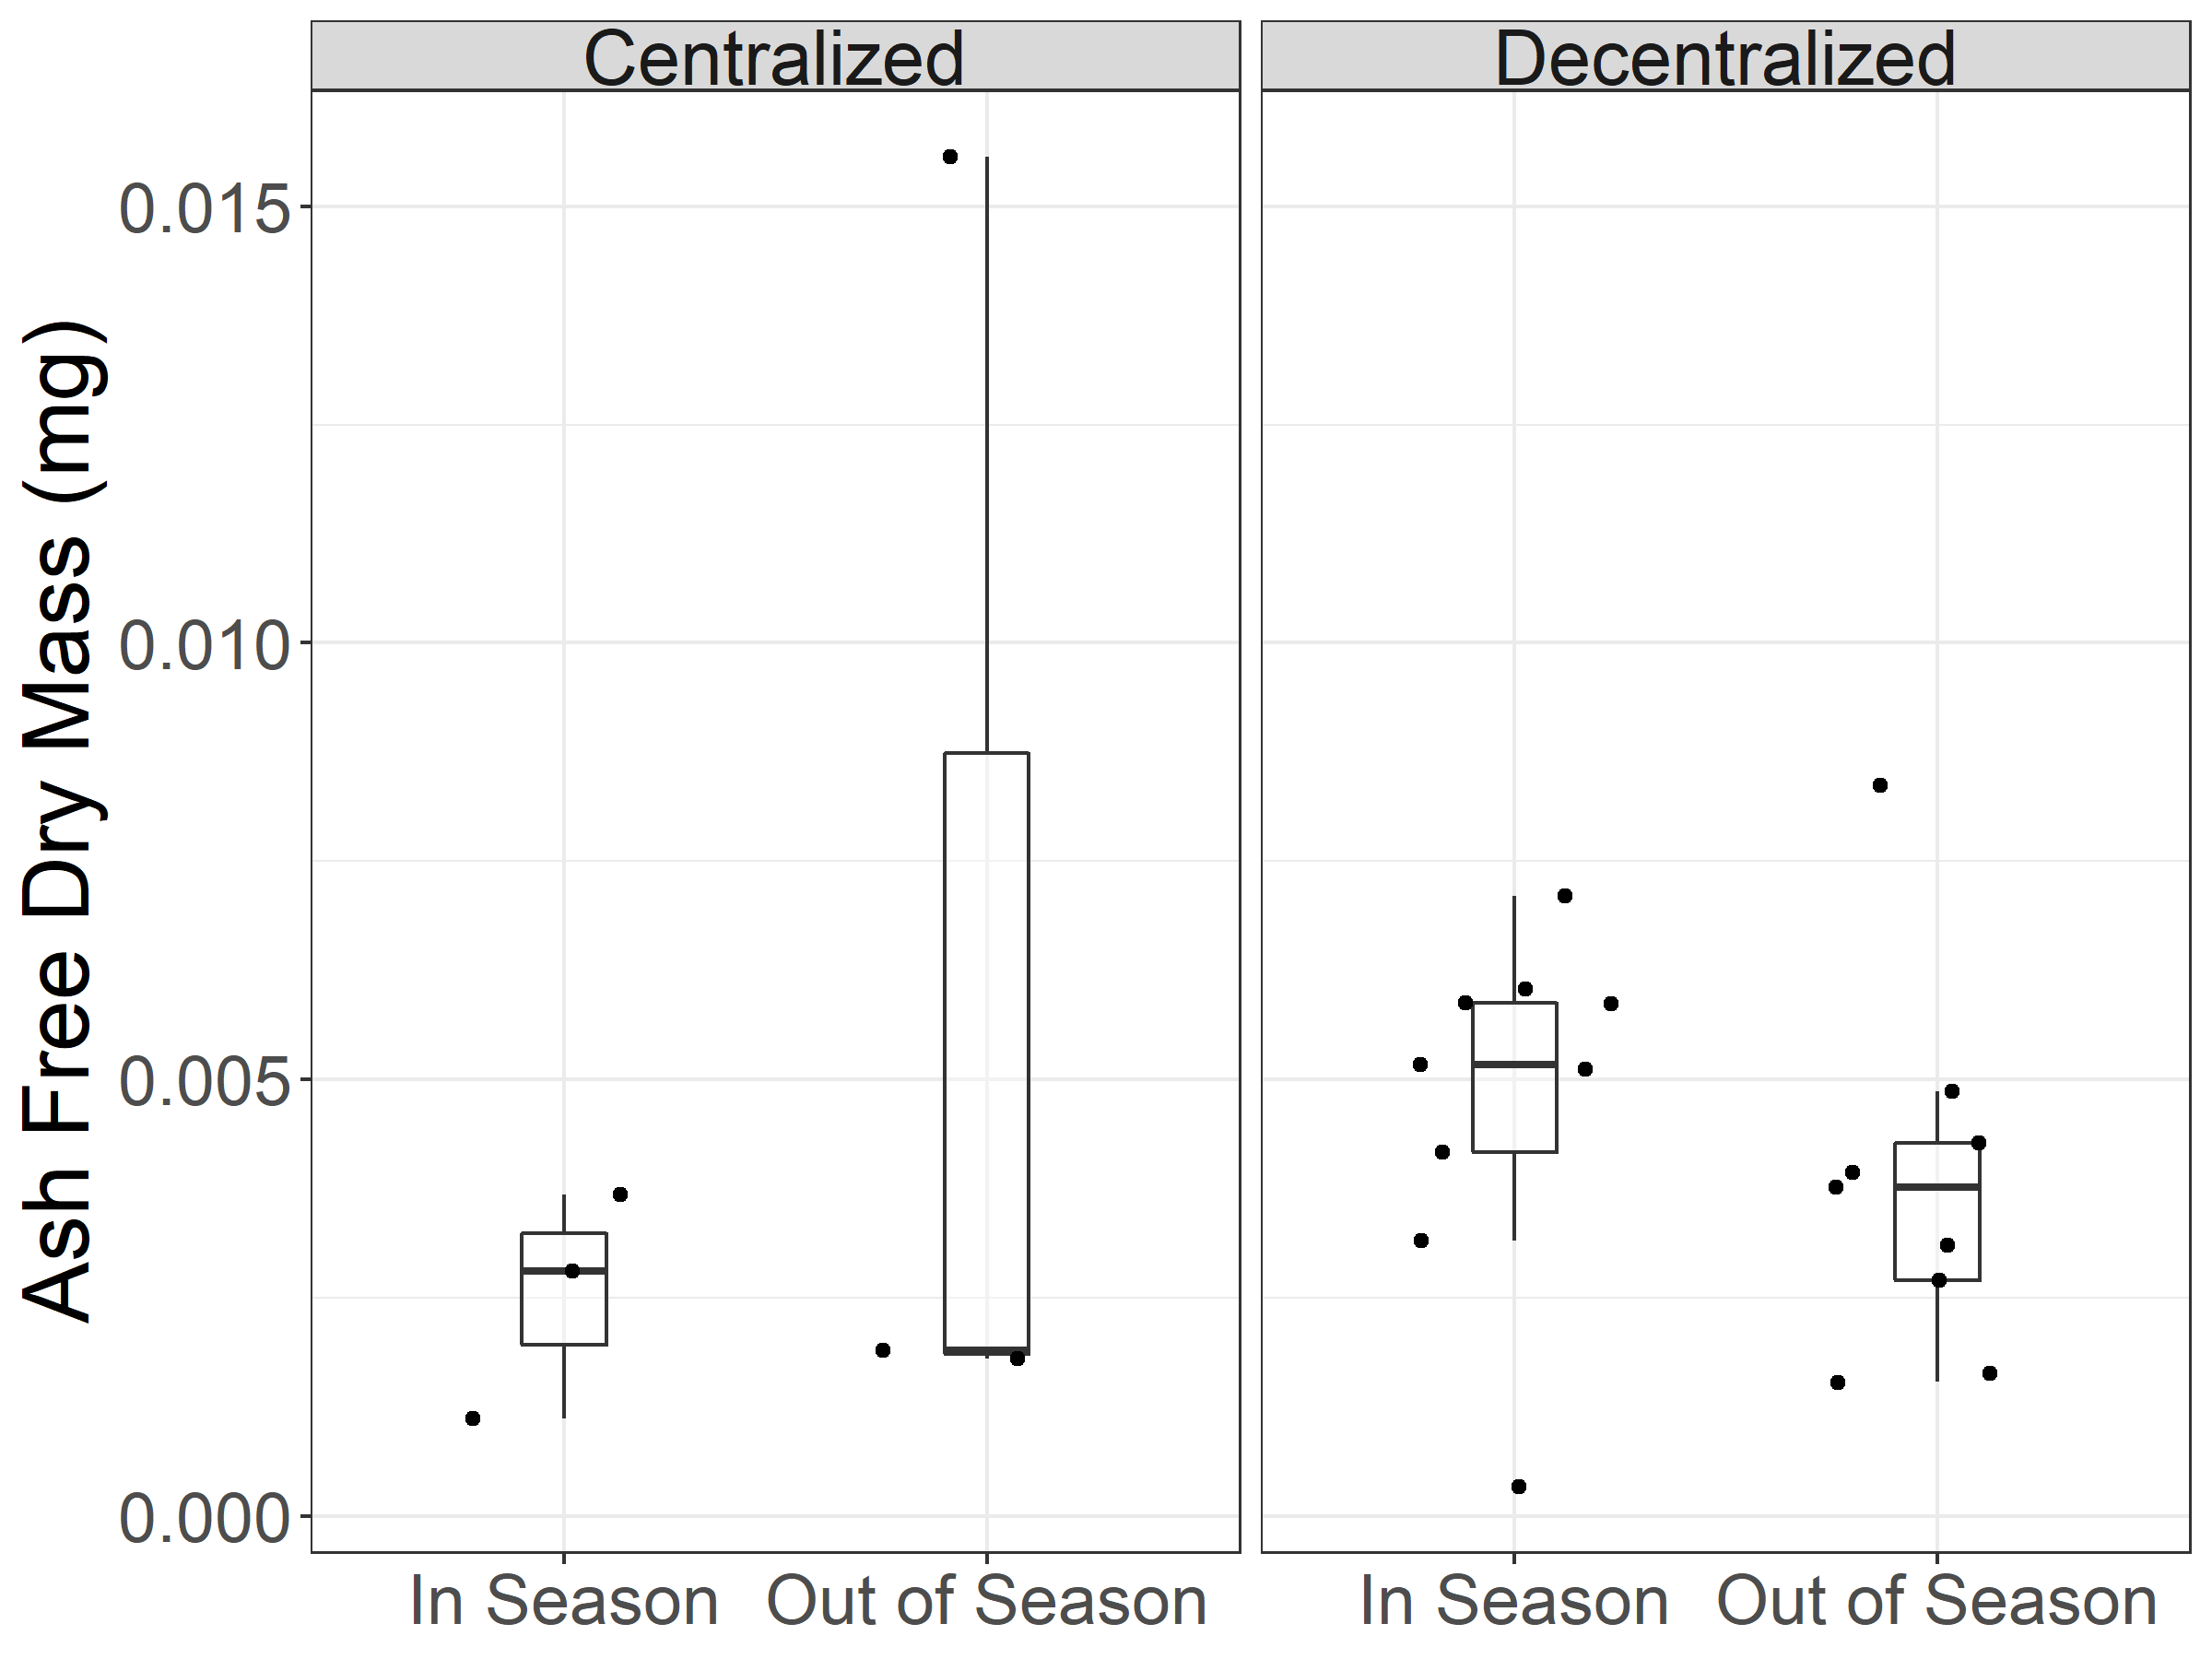 Centralized
Decentralized
Ash Free Dry Mass (mg)
0.015
0.010
0.005
0.000
In Season
Out of Season
In Season
Out of Season